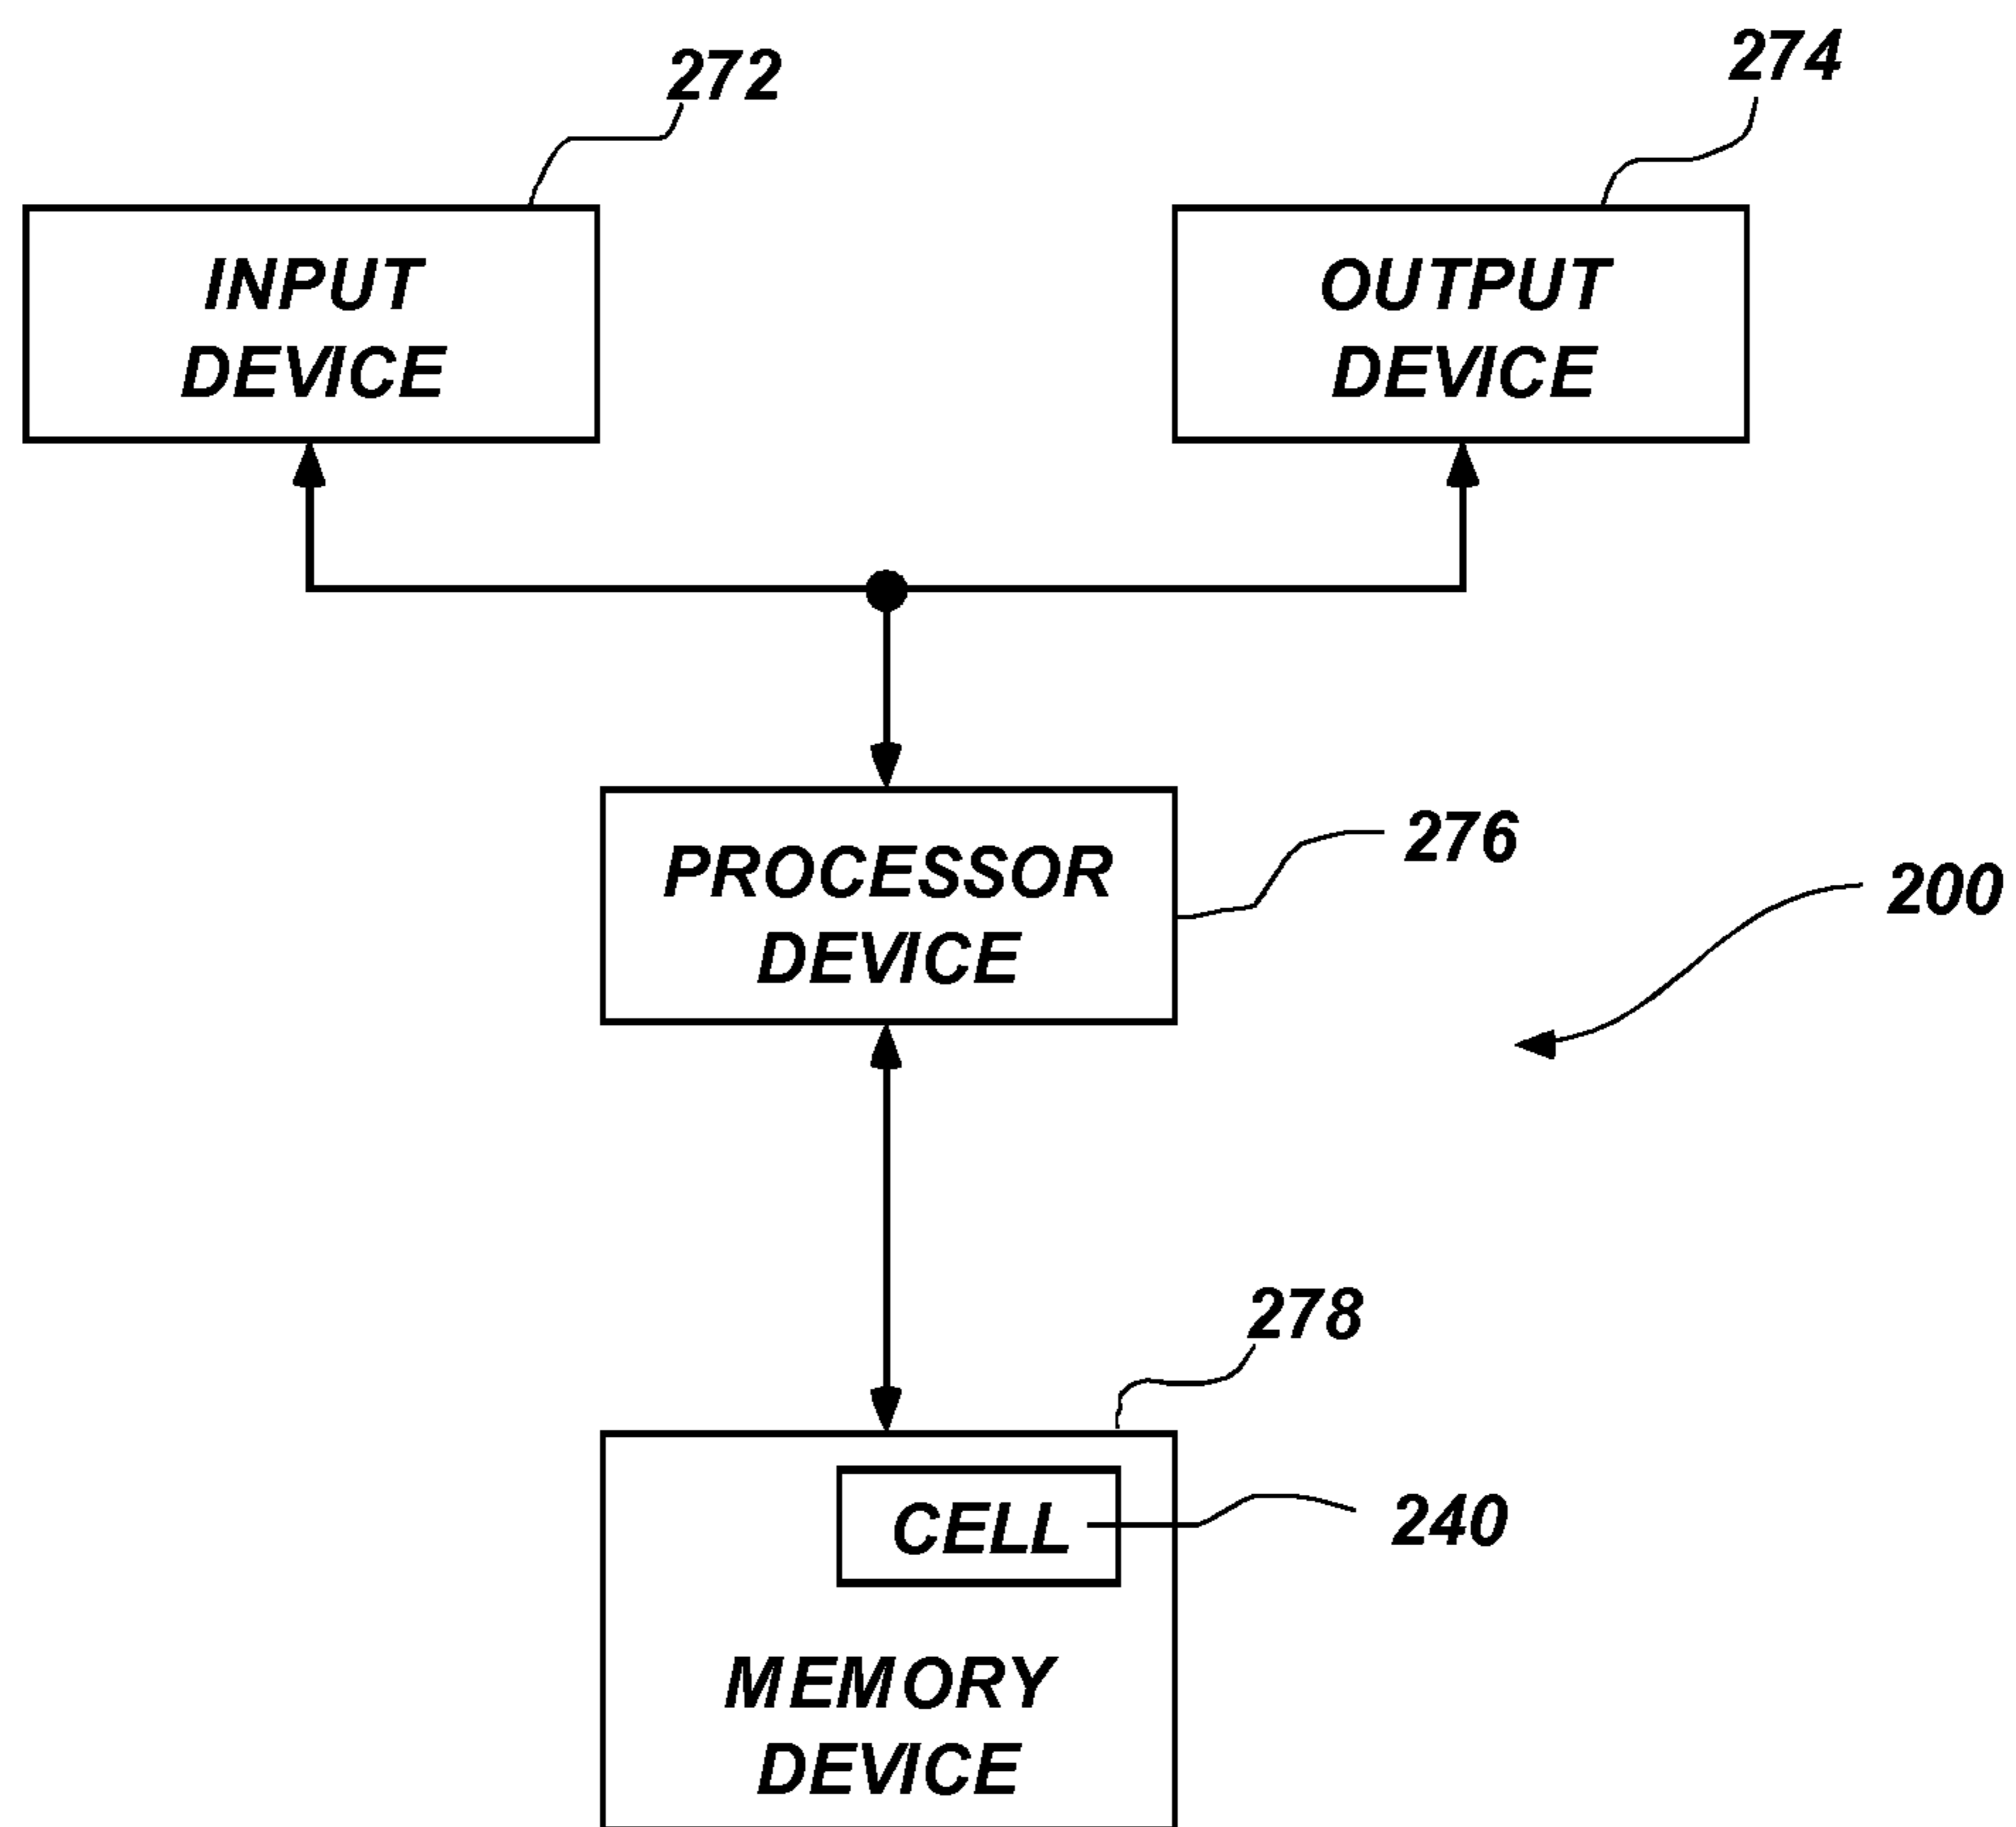 272
274
INPUT
DEVICE
OUTPUT
DEVICE
PROCESSOR
DEVICE
276
200
278
CELL
240
MEMORY
DEVICE